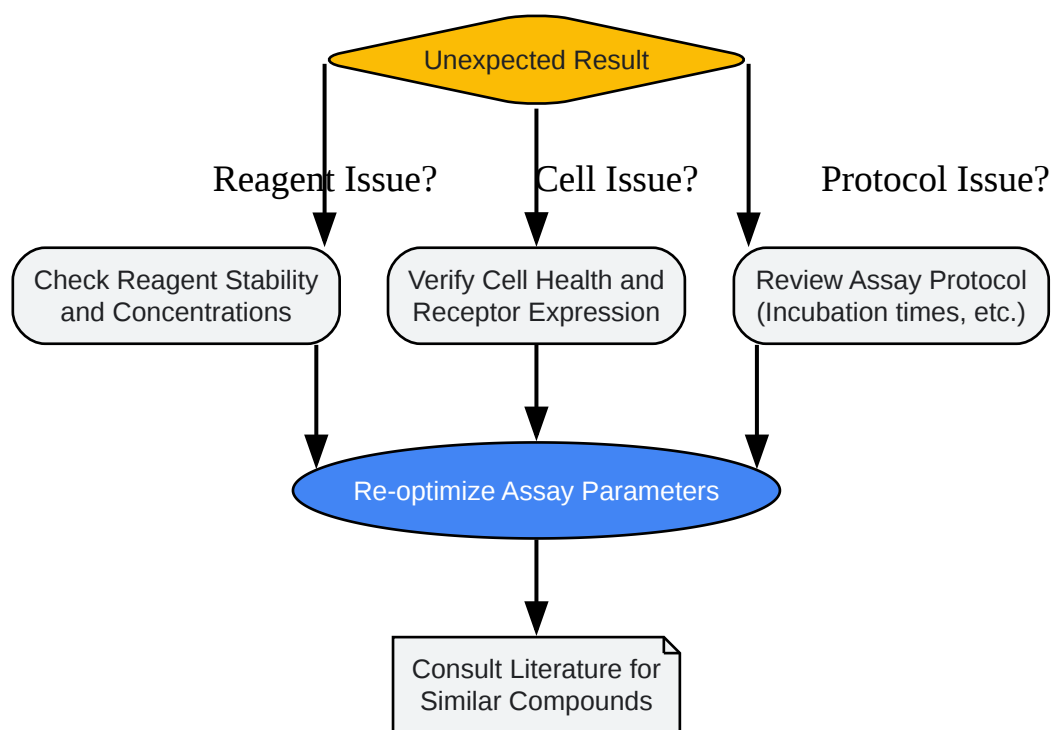 Unexpected Result
Reagent Issue?
Cell Issue?
Protocol Issue?
Check Reagent Stability
and Concentrations
Verify Cell Health and
Receptor Expression
Review Assay Protocol
(Incubation times, etc.)
Re-optimize Assay Parameters
Consult Literature for
Similar Compounds